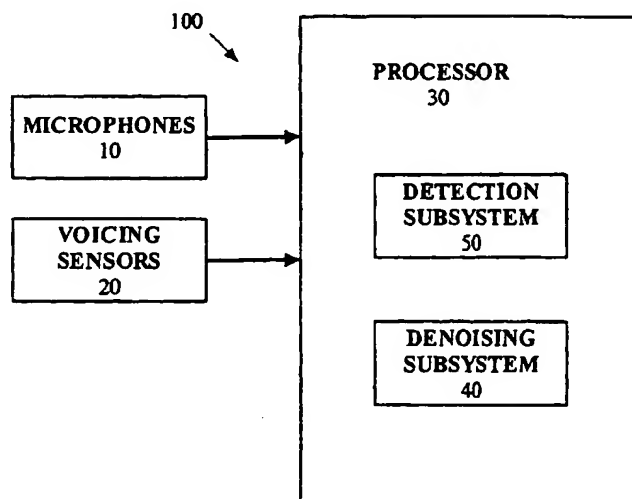 100
PROCESSOR
30
MICROPHONES
10
DETECTION
SUBSYSTEM
50
VOICING
SENSORS
20
DENOISING
SUBSYSTEM
40